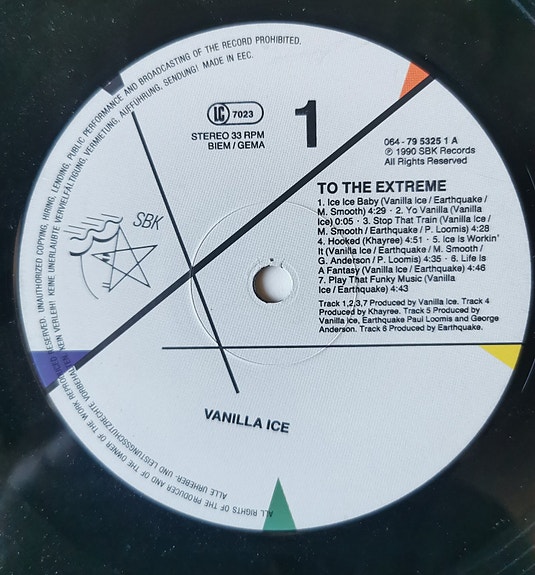 ALL RIGHTS OF THE PRODUCER AND OF THE OWNER OF THE WORK REPRODUCED RESERVED. UNAUTHORIZED COPYING, HIRING, LENDING, PUBLIC PERFORMANCE AND BROADCASTING OF THE RECORD PROHIBITED.
ALLE URHEBER- UND LEISTUNGSSCHUTZRECHTE VORBEHALTEN. KEIN VERLEIH! KEINE UNERLAUBTE VERVIELFÄLTIGUNG, VERMIETUNG, AUFFÜHRUNG, SENDUNG! MADE IN EEC.
LC 7023
STEREO 33 RPM
BIEM / GEMA
1
064 - 79 5325 1 A
℗ 1990 SBK Records
All Rights Reserved
SBK
TO THE EXTREME
1. Ice Ice Baby (Vanilla Ice / Earthquake /
M. Smooth) 4:29 · 2. Yo Vanilla (Vanilla
Ice) 0:05 · 3. Stop That Train (Vanilla Ice /
M. Smooth / Earthquake / P. Loomis) 4:28
4. Hooked (Khayree) 4:51 · 5. Ice Is Workin'
It (Vanilla Ice / Earthquake / M. Smooth /
G. Anderson / P. Loomis) 4:35 · 6. Life Is
A Fantasy (Vanilla Ice / Earthquake) 4:46
7. Play That Funky Music (Vanilla
Ice / Earthquake) 4:43
Track 1,2,3,7 Produced by Vanilla Ice. Track 4
Produced by Khayree. Track 5 Produced by
Vanilla Ice, Earthquake Paul Loomis and George
Anderson. Track 6 Produced by Earthquake.
VANILLA ICE